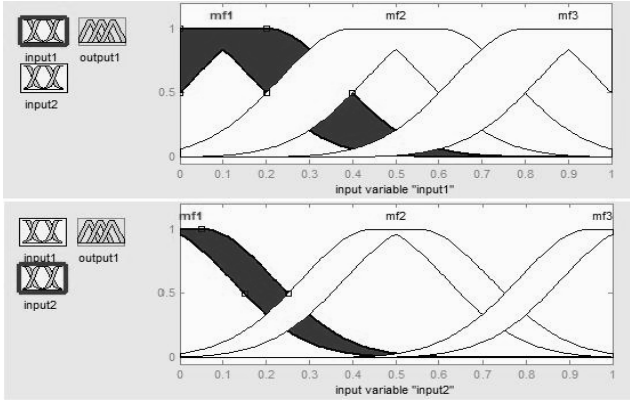 mf1 mf2 mf3
1
0.5
0
0 0.1 0.2 0.3 0.4 0.5 0.6 0.7 0.8 0.9 1
input variable "input1"
input1 output1
input2
mf1 mf2 mf3
1
0.5
0
0 0.1 0.2 0.3 0.4 0.5 0.6 0.7 0.8 0.9 1
input variable "input2"
input1 output1
input2